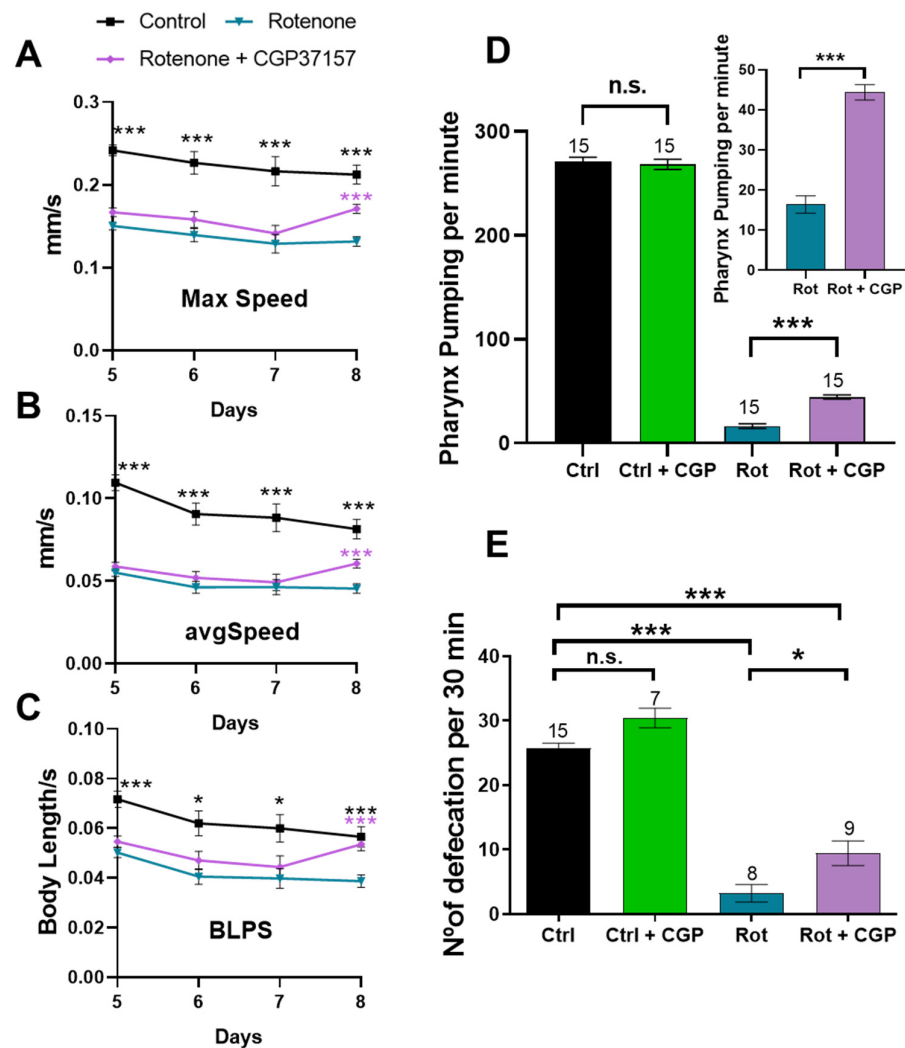 Control Rotenone
Rotenone + CGP37157
A
0.3
0.2
0.1
0.0
mm/s
***
***
***
***
***
Max Speed
5 6 7 8
Days
B
0.15
0.10
0.05
0.00
mm/s
***
***
***
***
***
avgSpeed
5 6 7 8
Days
C
0.10
0.08
0.06
0.04
0.02
0.00
Body Length/s
***
*
*
***
***
BLPS
5 6 7 8
Days
D
Pharynx Pumping per minute
300
200
100
0
n.s.
15 15
***
15 15
Ctrl Ctrl + CGP Rot Rot + CGP
Pharynx Pumping per minute
50
40
30
20
10
0
***
Rot Rot + CGP
E
Nºof defecation per 30 min
40
30
20
10
0
***
***
n.s. *
15 7 8 9
Ctrl Ctrl + CGP Rot Rot + CGP